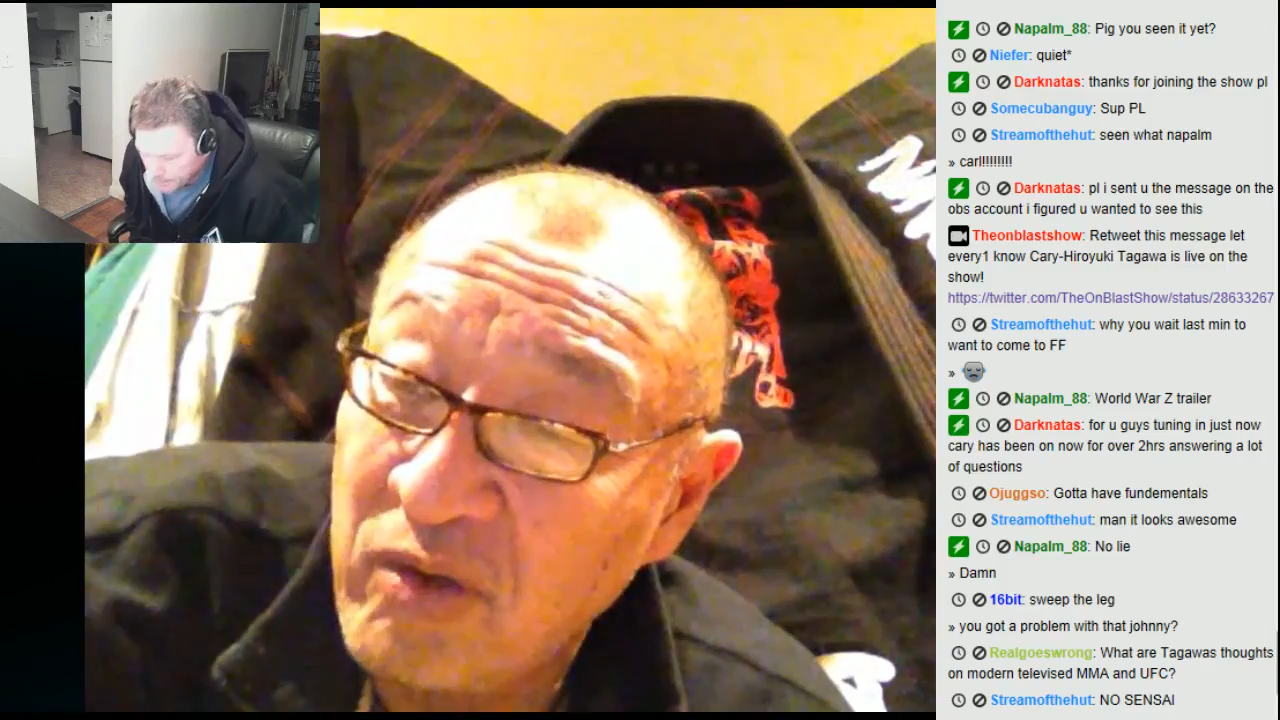 Napalm_88: Pig you seen it yet?
Niefer: quiet*
Darknatas: thanks for joining the show pl
Somecubanguy: Sup PL
Streamofthehut: seen what napalm
» carl!!!!!!!!
Darknatas: pl i sent u the message on the
obs account i figured u wanted to see this
Theonblastshow: Retweet this message let
every1 know Cary-Hiroyuki Tagawa is live on the
show!
https://twitter.com/TheOnBlastShow/status/28633267
Streamofthehut: why you wait last min to
want to come to FF
»
Napalm_88: World War Z trailer
Darknatas: for u guys tuning in just now
cary has been on now for over 2hrs answering a lot
of questions
Ojuggso: Gotta have fundementals
Streamofthehut: man it looks awesome
Napalm_88: No lie
» Damn
16bit: sweep the leg
» you got a problem with that johnny?
Realgoeswrong: What are Tagawas thoughts
on modern televised MMA and UFC?
Streamofthehut: NO SENSAI